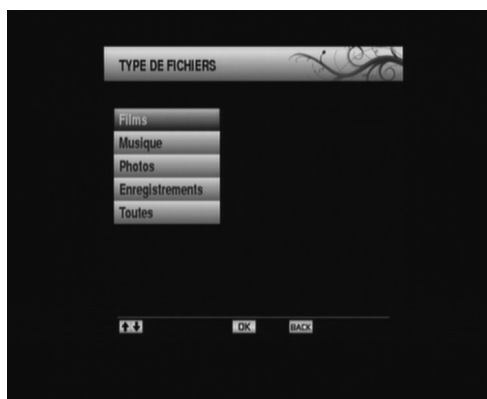 TYPE DE FICHIERS
Films
Musique
Photos
Enregistrements
Toutes
OK BACK